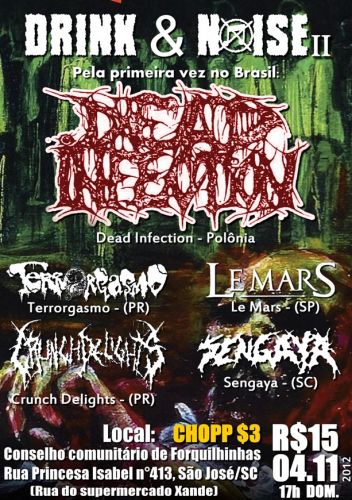 DRINK & NOISE II
Pela primeira vez no Brasil:
DEAD
INFECTION
Dead Infection - Polônia
TERRORGASMO
LE MARS
Terrorgasmo - (PR)
Le Mars - (SP)
CRUNCH DELIGHTS
SENGAYA
Crunch Delights - (PR)
Sengaya - (SC)
Local: CHOPP $3
R$15
Conselho comunitário de Forquilhinhas
04.11
2012
Rua Princesa Isabel n°413, São José/SC
(Rua do supermercado Xande)
17h DOM